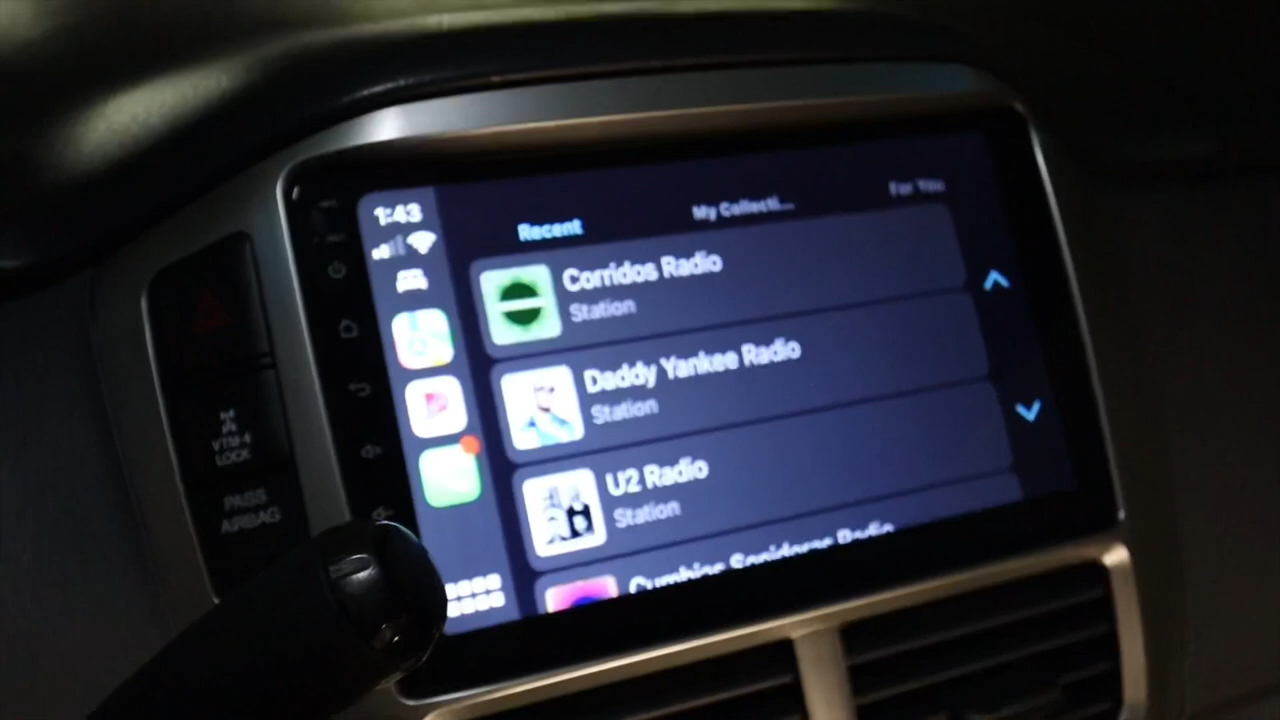 1:43
Recent
My Collecti...
For You
Corridos Radio
Station
Daddy Yankee Radio
Station
U2 Radio
Station
Cumbias Sonideras Radio
VTM-4
LOCK
PASS
AIRBAG